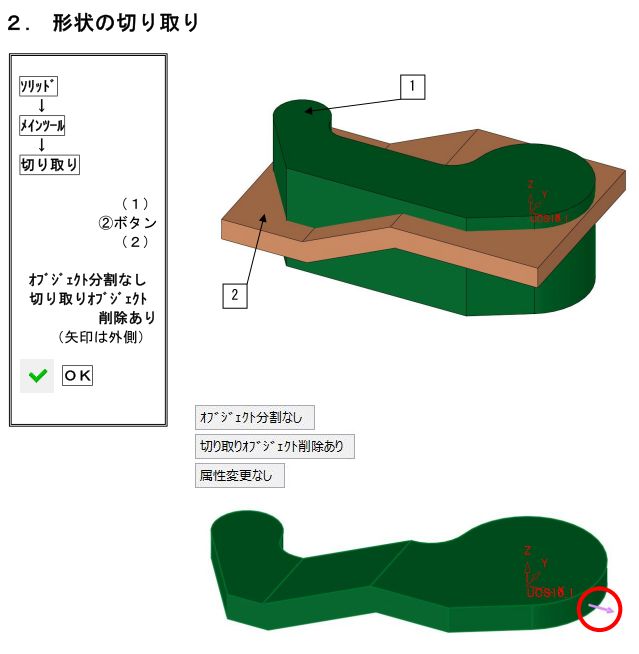 ２． 形状の切り取り
ｿﾘｯﾄﾞ
↓
ﾒｲﾝﾂｰﾙ
↓
切り取り
（１）
②ボタン
（２）
ｵﾌﾞｼﾞｪｸﾄ分割なし
切り取りｵﾌﾞｼﾞｪｸﾄ
削除あり
（矢印は外側）
ＯＫ
1
Z
Y
2
ｵﾌﾞｼﾞｪｸﾄ分割なし
切り取りｵﾌﾞｼﾞｪｸﾄ削除あり
属性変更なし
Z
Y